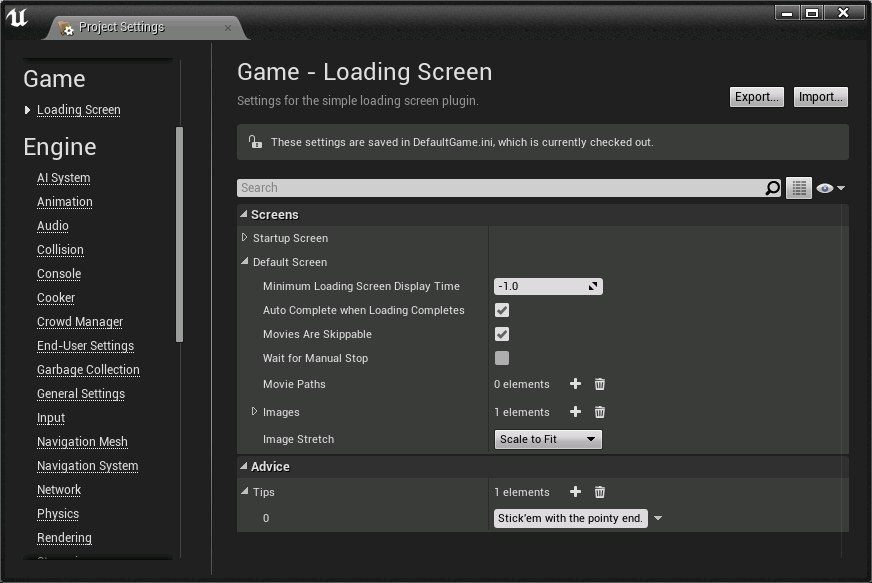 Project Settings
Game
Loading Screen
Engine
AI System
Animation
Audio
Collision
Console
Cooker
Crowd Manager
End-User Settings
Garbage Collection
General Settings
Input
Navigation Mesh
Navigation System
Network
Physics
Rendering
Game - Loading Screen
Settings for the simple loading screen plugin.
Export...
Import...
These settings are saved in DefaultGame.ini, which is currently checked out.
Search
Screens
Startup Screen
Default Screen
Minimum Loading Screen Display Time -1.0
Auto Complete when Loading Completes
Movies Are Skippable
Wait for Manual Stop
Movie Paths 0 elements
Images 1 elements
Image Stretch Scale to Fit
Advice
Tips 1 elements
0 Stick'em with the pointy end.